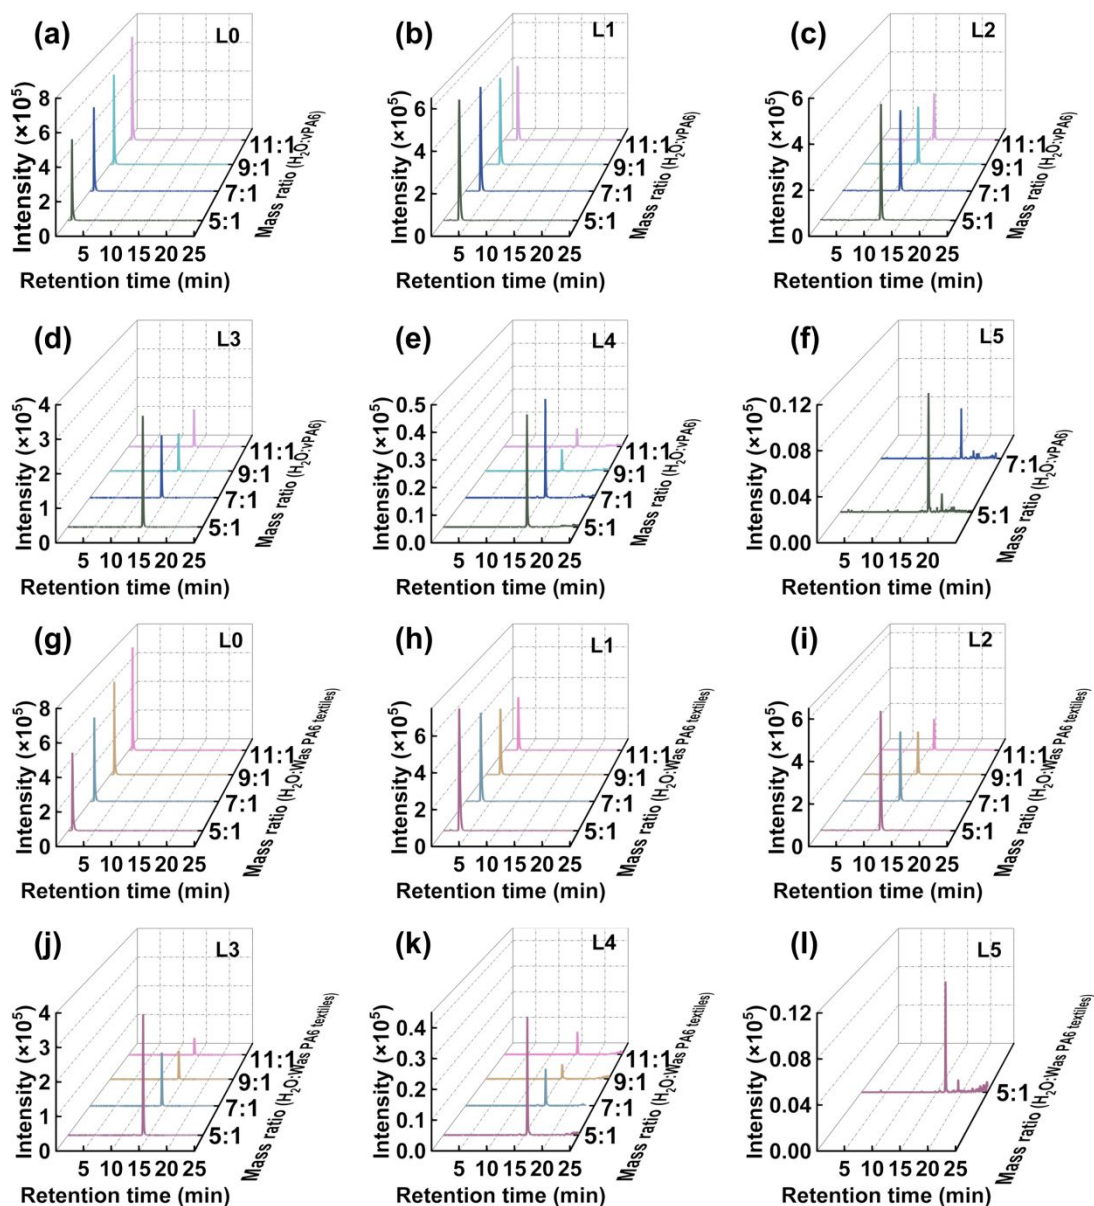 (a)
L0
Intensity (×10⁵)
8
6
4
2
0
5 10 15 20 25
Retention time (min)
11:1
9:1
7:1
5:1
Mass ratio (H₂O:vPA6)
(b)
L1
Intensity (×10⁵)
6
4
2
0
5 10 15 20 25
Retention time (min)
11:1
9:1
7:1
5:1
Mass ratio (H₂O:vPA6)
(c)
L2
Intensity (×10⁵)
6
4
2
0
5 10 15 20 25
Retention time (min)
11:1
9:1
7:1
5:1
Mass ratio (H₂O:vPA6)
(d)
L3
Intensity (×10⁵)
4
3
2
1
0
5 10 15 20 25
Retention time (min)
11:1
9:1
7:1
5:1
Mass ratio (H₂O:vPA6)
(e)
L4
Intensity (×10⁵)
0.5
0.4
0.3
0.2
0.1
0.0
5 10 15 20 25
Retention time (min)
11:1
9:1
7:1
5:1
Mass ratio (H₂O:vPA6)
(f)
L5
Intensity (×10⁵)
0.12
0.08
0.04
0.00
5 10 15 20
Retention time (min)
7:1
5:1
Mass ratio (H₂O:vPA6)
(g)
L0
Intensity (×10⁵)
8
6
4
2
0
5 10 15 20 25
Retention time (min)
11:1
9:1
7:1
5:1
Mass ratio (H₂O:Was PA6 textiles)
(h)
L1
Intensity (×10⁵)
6
4
2
0
5 10 15 20 25
Retention time (min)
11:1
9:1
7:1
5:1
Mass ratio (H₂O:Was PA6 textiles)
(i)
L2
Intensity (×10⁵)
6
4
2
0
5 10 15 20 25
Retention time (min)
11:1
9:1
7:1
5:1
Mass ratio (H₂O:Was PA6 textiles)
(j)
L3
Intensity (×10⁵)
4
3
2
1
0
5 10 15 20 25
Retention time (min)
11:1
9:1
7:1
5:1
Mass ratio (H₂O:Was PA6 textiles)
(k)
L4
Intensity (×10⁵)
0.4
0.3
0.2
0.1
0.0
5 10 15 20 25
Retention time (min)
11:1
9:1
7:1
5:1
Mass ratio (H₂O:Was PA6 textiles)
(l)
L5
Intensity (×10⁵)
0.12
0.08
0.04
0.00
5 10 15 20 25
Retention time (min)
5:1
Mass ratio (H₂O:Was PA6 textiles)